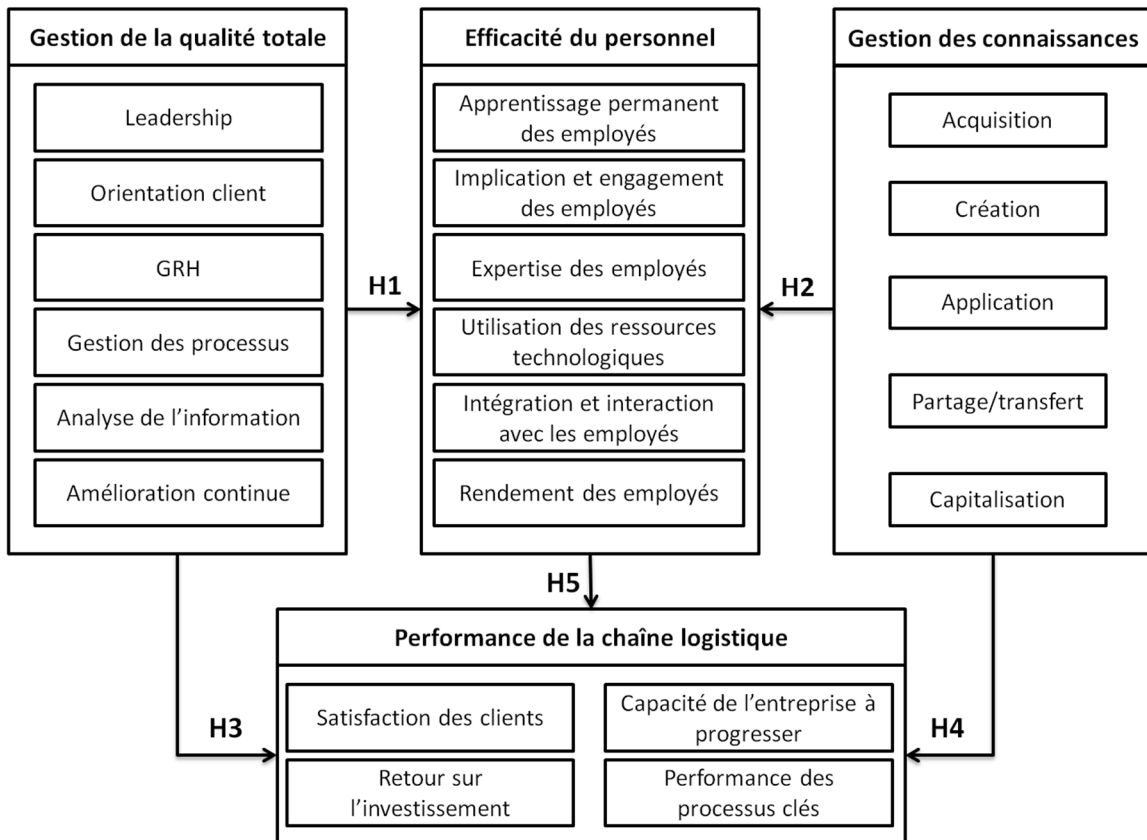 Gestion de la qualité totale
Leadership
Orientation client
GRH
Gestion des processus
Analyse de l’information
Amélioration continue
H1
Efficacité du personnel
Apprentissage permanent
des employés
Implication et engagement
des employés
Expertise des employés
Utilisation des ressources
technologiques
Intégration et interaction
avec les employés
Rendement des employés
H2
Gestion des connaissances
Acquisition
Création
Application
Partage/transfert
Capitalisation
H5
H3
Performance de la chaîne logistique
Satisfaction des clients
Capacité de l’entreprise à
progresser
Retour sur
l’investissement
Performance des
processus clés
H4